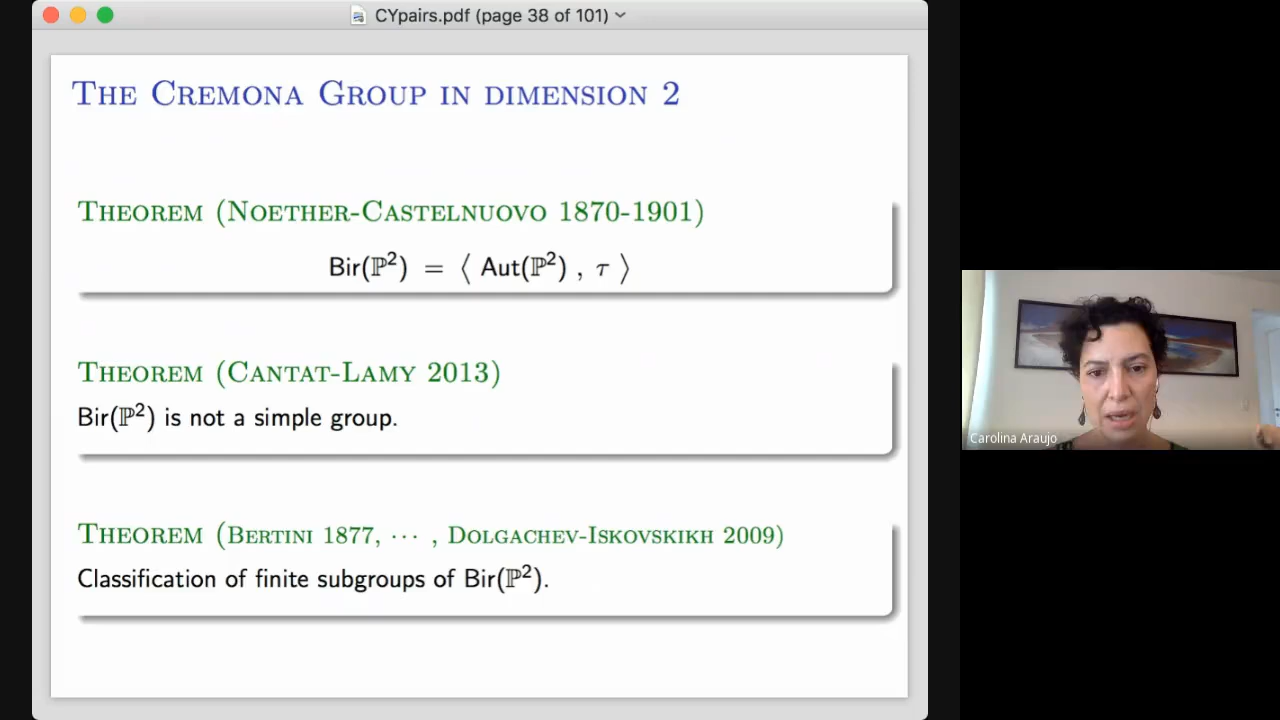 CYpairs.pdf (page 38 of 101)
The Cremona Group in dimension 2
Theorem (Noether-Castelnuovo 1870-1901)
Bir(ℙ²) = ⟨ Aut(ℙ²) , τ ⟩
Theorem (Cantat-Lamy 2013)
Bir(ℙ²) is not a simple group.
Theorem (Bertini 1877, ⋯ , Dolgachev-Iskovskikh 2009)
Classification of finite subgroups of Bir(ℙ²).
Carolina Araujo